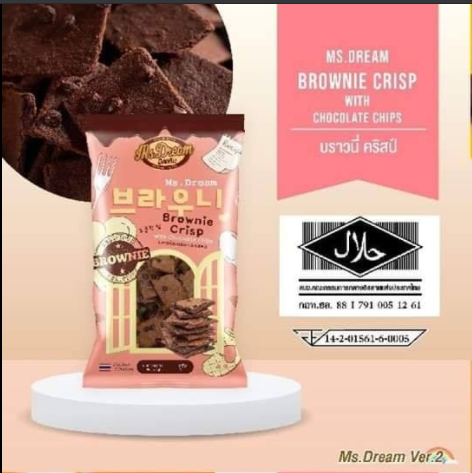 MS.DREAM
BROWNIE CRISP
WITH
CHOCOLATE CHIPS
บราวนี่ คริสป์
Ms.Dream
Ms. Dream
브라우니
Brownie
Crisp
BROWNIE
حلال
กอท.ฮล. 88 I 791 005 12 61
14-2-01561-6-0005
Ms.Dream Ver.2